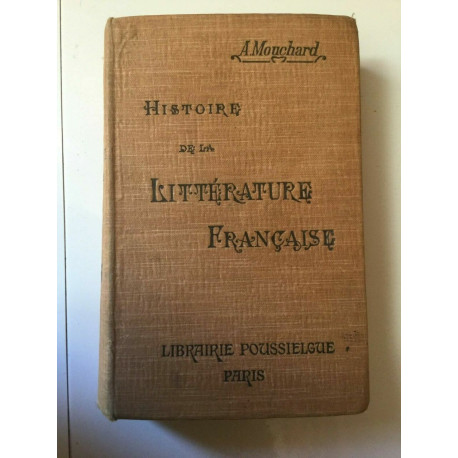 A. Mouchard
HISTOIRE
DE LA
LITTÉRATURE
FRANÇAISE
LIBRAIRIE POUSSIELGUE
PARIS